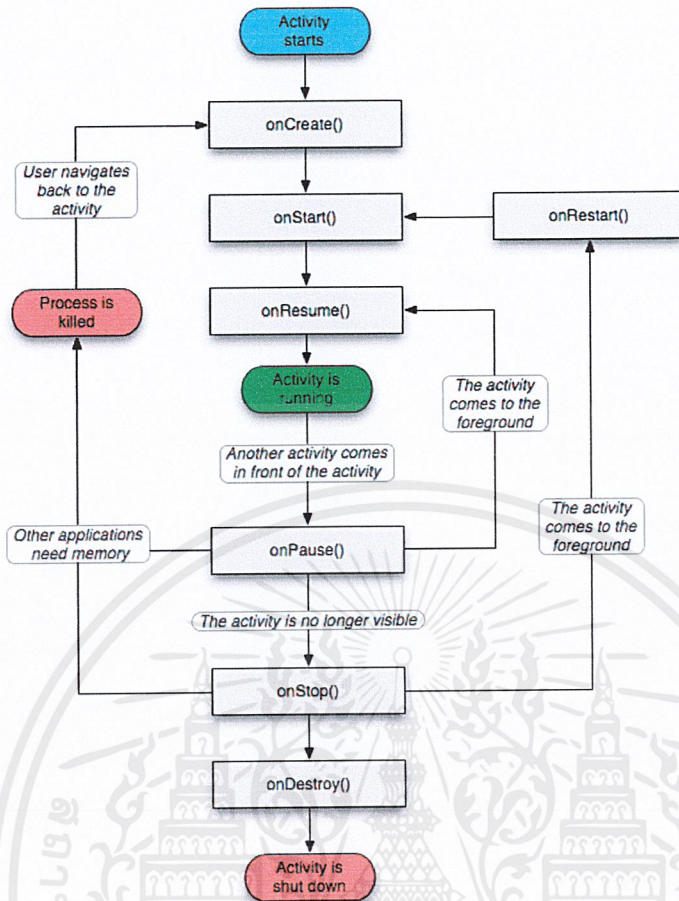 Activity
starts
onCreate()
User navigates
back to the
activity
onStart()
onRestart()
Process is
killed
onResume()
Activity is
running
The activity
comes to the
foreground
Another activity comes
in front of the activity
The activity
comes to the
foreground
Other applications
need memory
onPause()
The activity is no longer visible
onStop()
onDestroy()
Activity is
shut down